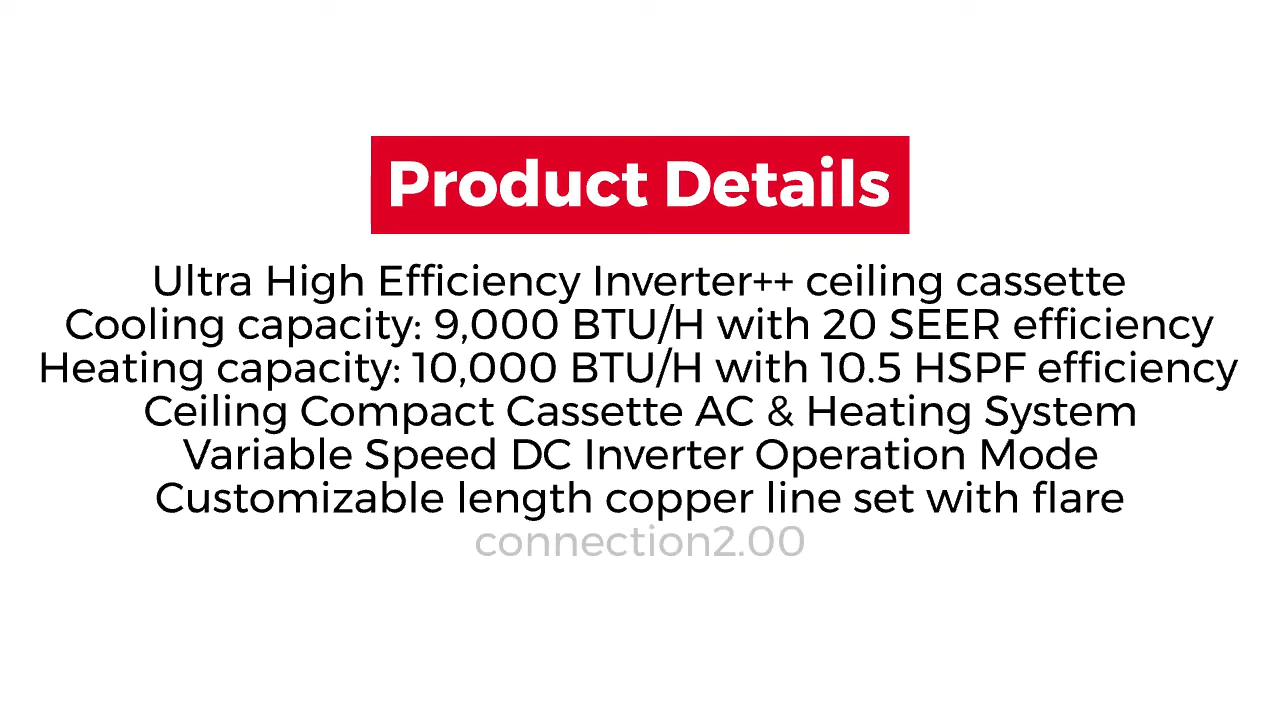 Product Details
Ultra High Efficiency Inverter++ ceiling cassette
Cooling capacity: 9,000 BTU/H with 20 SEER efficiency
Heating capacity: 10,000 BTU/H with 10.5 HSPF efficiency
Ceiling Compact Cassette AC & Heating System
Variable Speed DC Inverter Operation Mode
Customizable length copper line set with flare
connection2.00